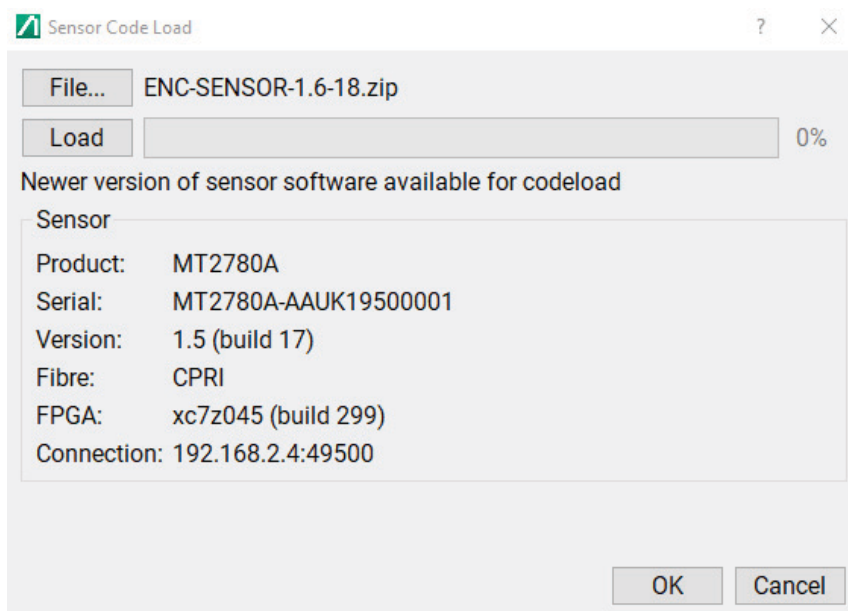 Sensor Code Load
File... ENC-SENSOR-1.6-18.zip
Load 0%
Newer version of sensor software available for codeload
Sensor
Product: MT2780A
Serial: MT2780A-AAUK19500001
Version: 1.5 (build 17)
Fibre: CPRI
FPGA: xc7z045 (build 299)
Connection: 192.168.2.4:49500
OK Cancel